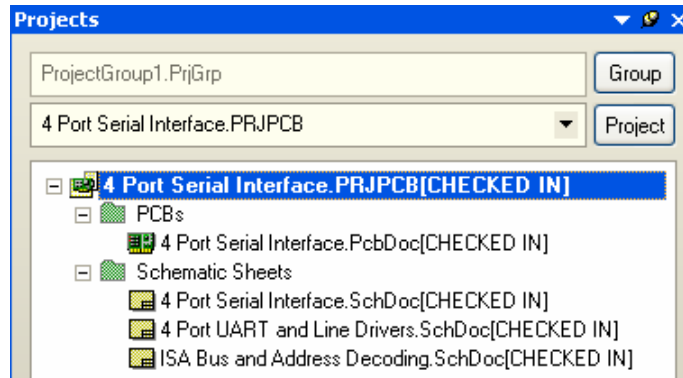 Projects
ProjectGroup1.PrjGrp
Group
4 Port Serial Interface.PRJPCB
Project
4 Port Serial Interface.PRJPCB[CHECKED IN]
PCBs
4 Port Serial Interface.PcbDoc[CHECKED IN]
Schematic Sheets
4 Port Serial Interface.SchDoc[CHECKED IN]
4 Port UART and Line Drivers.SchDoc[CHECKED IN]
ISA Bus and Address Decoding.SchDoc[CHECKED IN]